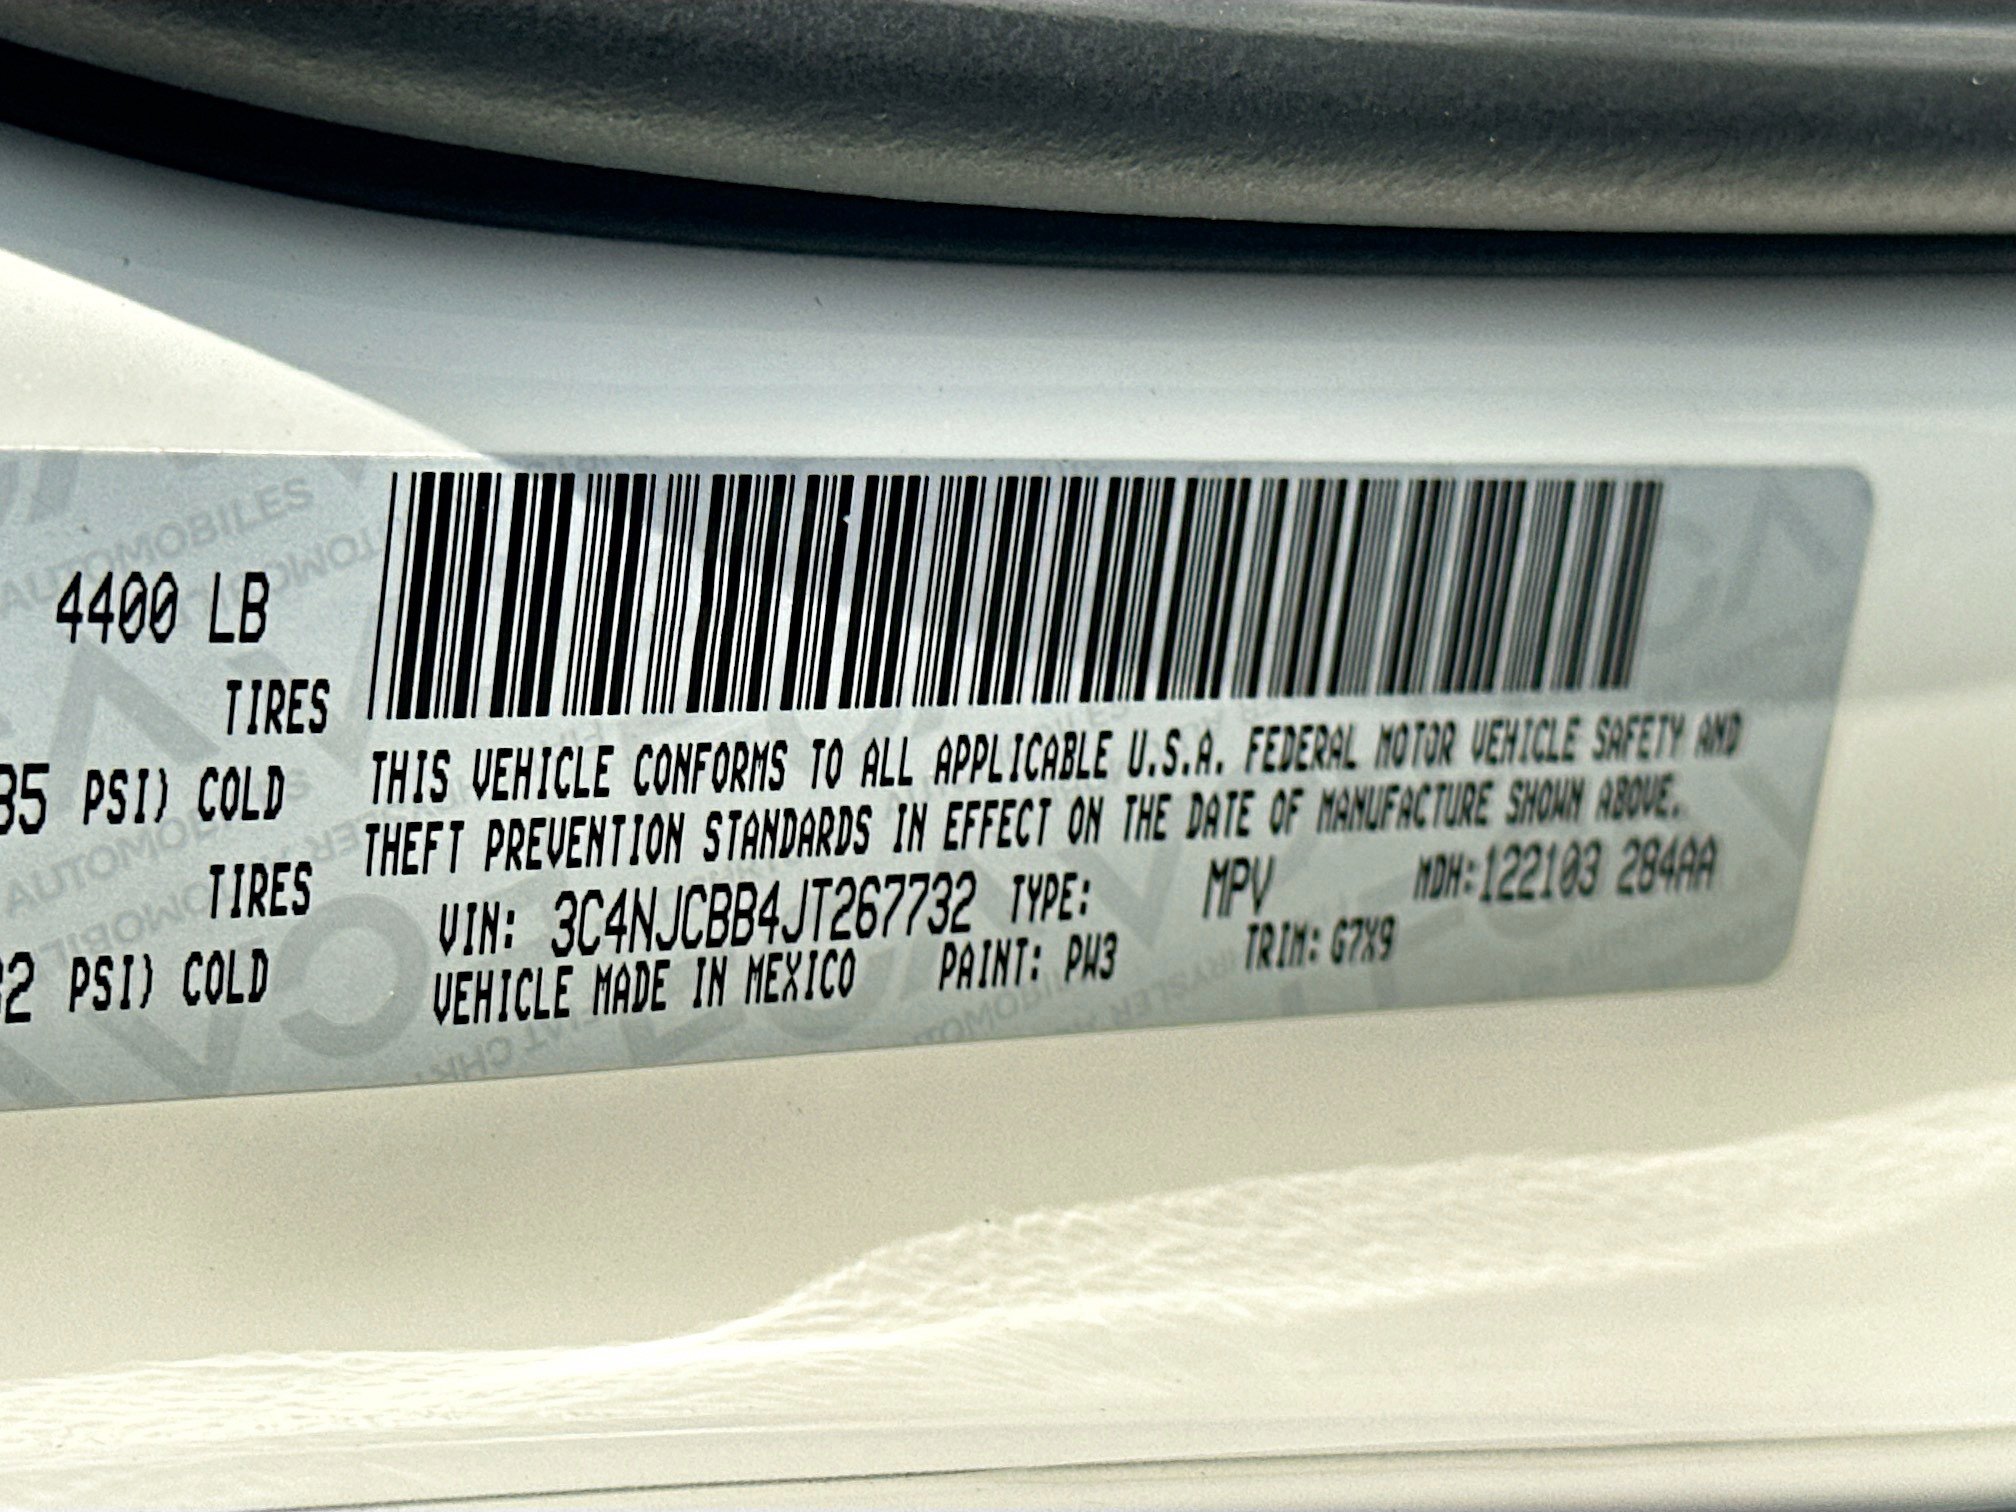 4400 LB
TIRES
35 PSI) COLD
TIRES
32 PSI) COLD
THIS VEHICLE CONFORMS TO ALL APPLICABLE U.S.A. FEDERAL MOTOR VEHICLE SAFETY AND
THEFT PREVENTION STANDARDS IN EFFECT ON THE DATE OF MANUFACTURE SHOWN ABOVE.
VIN: 3C4NJCBB4JT267732 TYPE: MPV MDH:122103 284AA
VEHICLE MADE IN MEXICO PAINT: PW3 TRIM: G7X9